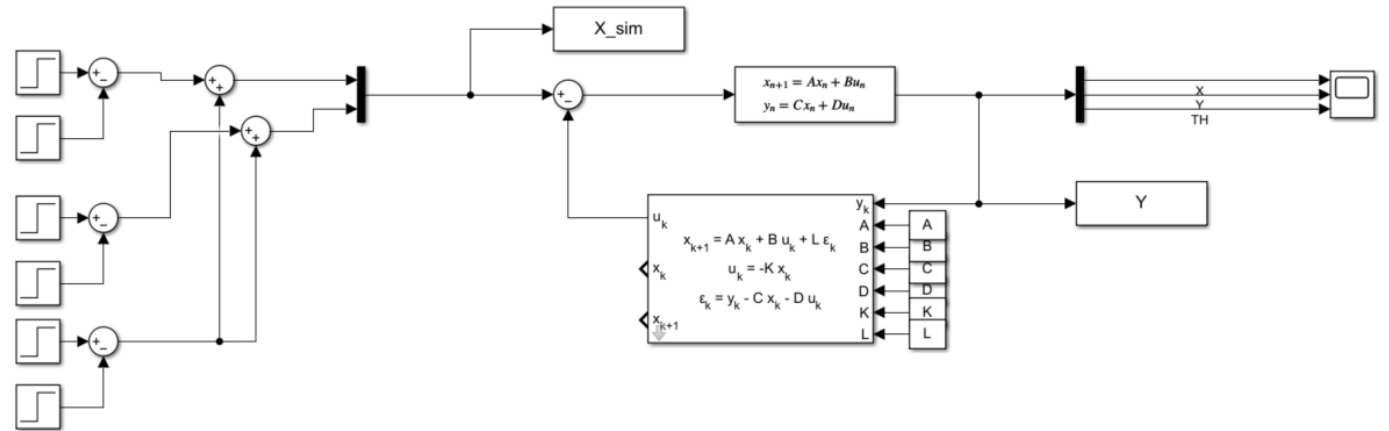 X_sim
+
−
+
+
+
+
x_{n+1} = Ax_n + Bu_n
y_n = Cx_n + Du_n
+
−
X
Y
TH
+
−
u_k
x_k
x_{k+1}
x_{k+1} = A x_k + B u_k + L ε_k
u_k = -K x_k
ε_k = y_k - C x_k - D u_k
y_k
A
B
C
D
K
L
A
B
C
D
K
L
Y
+
−